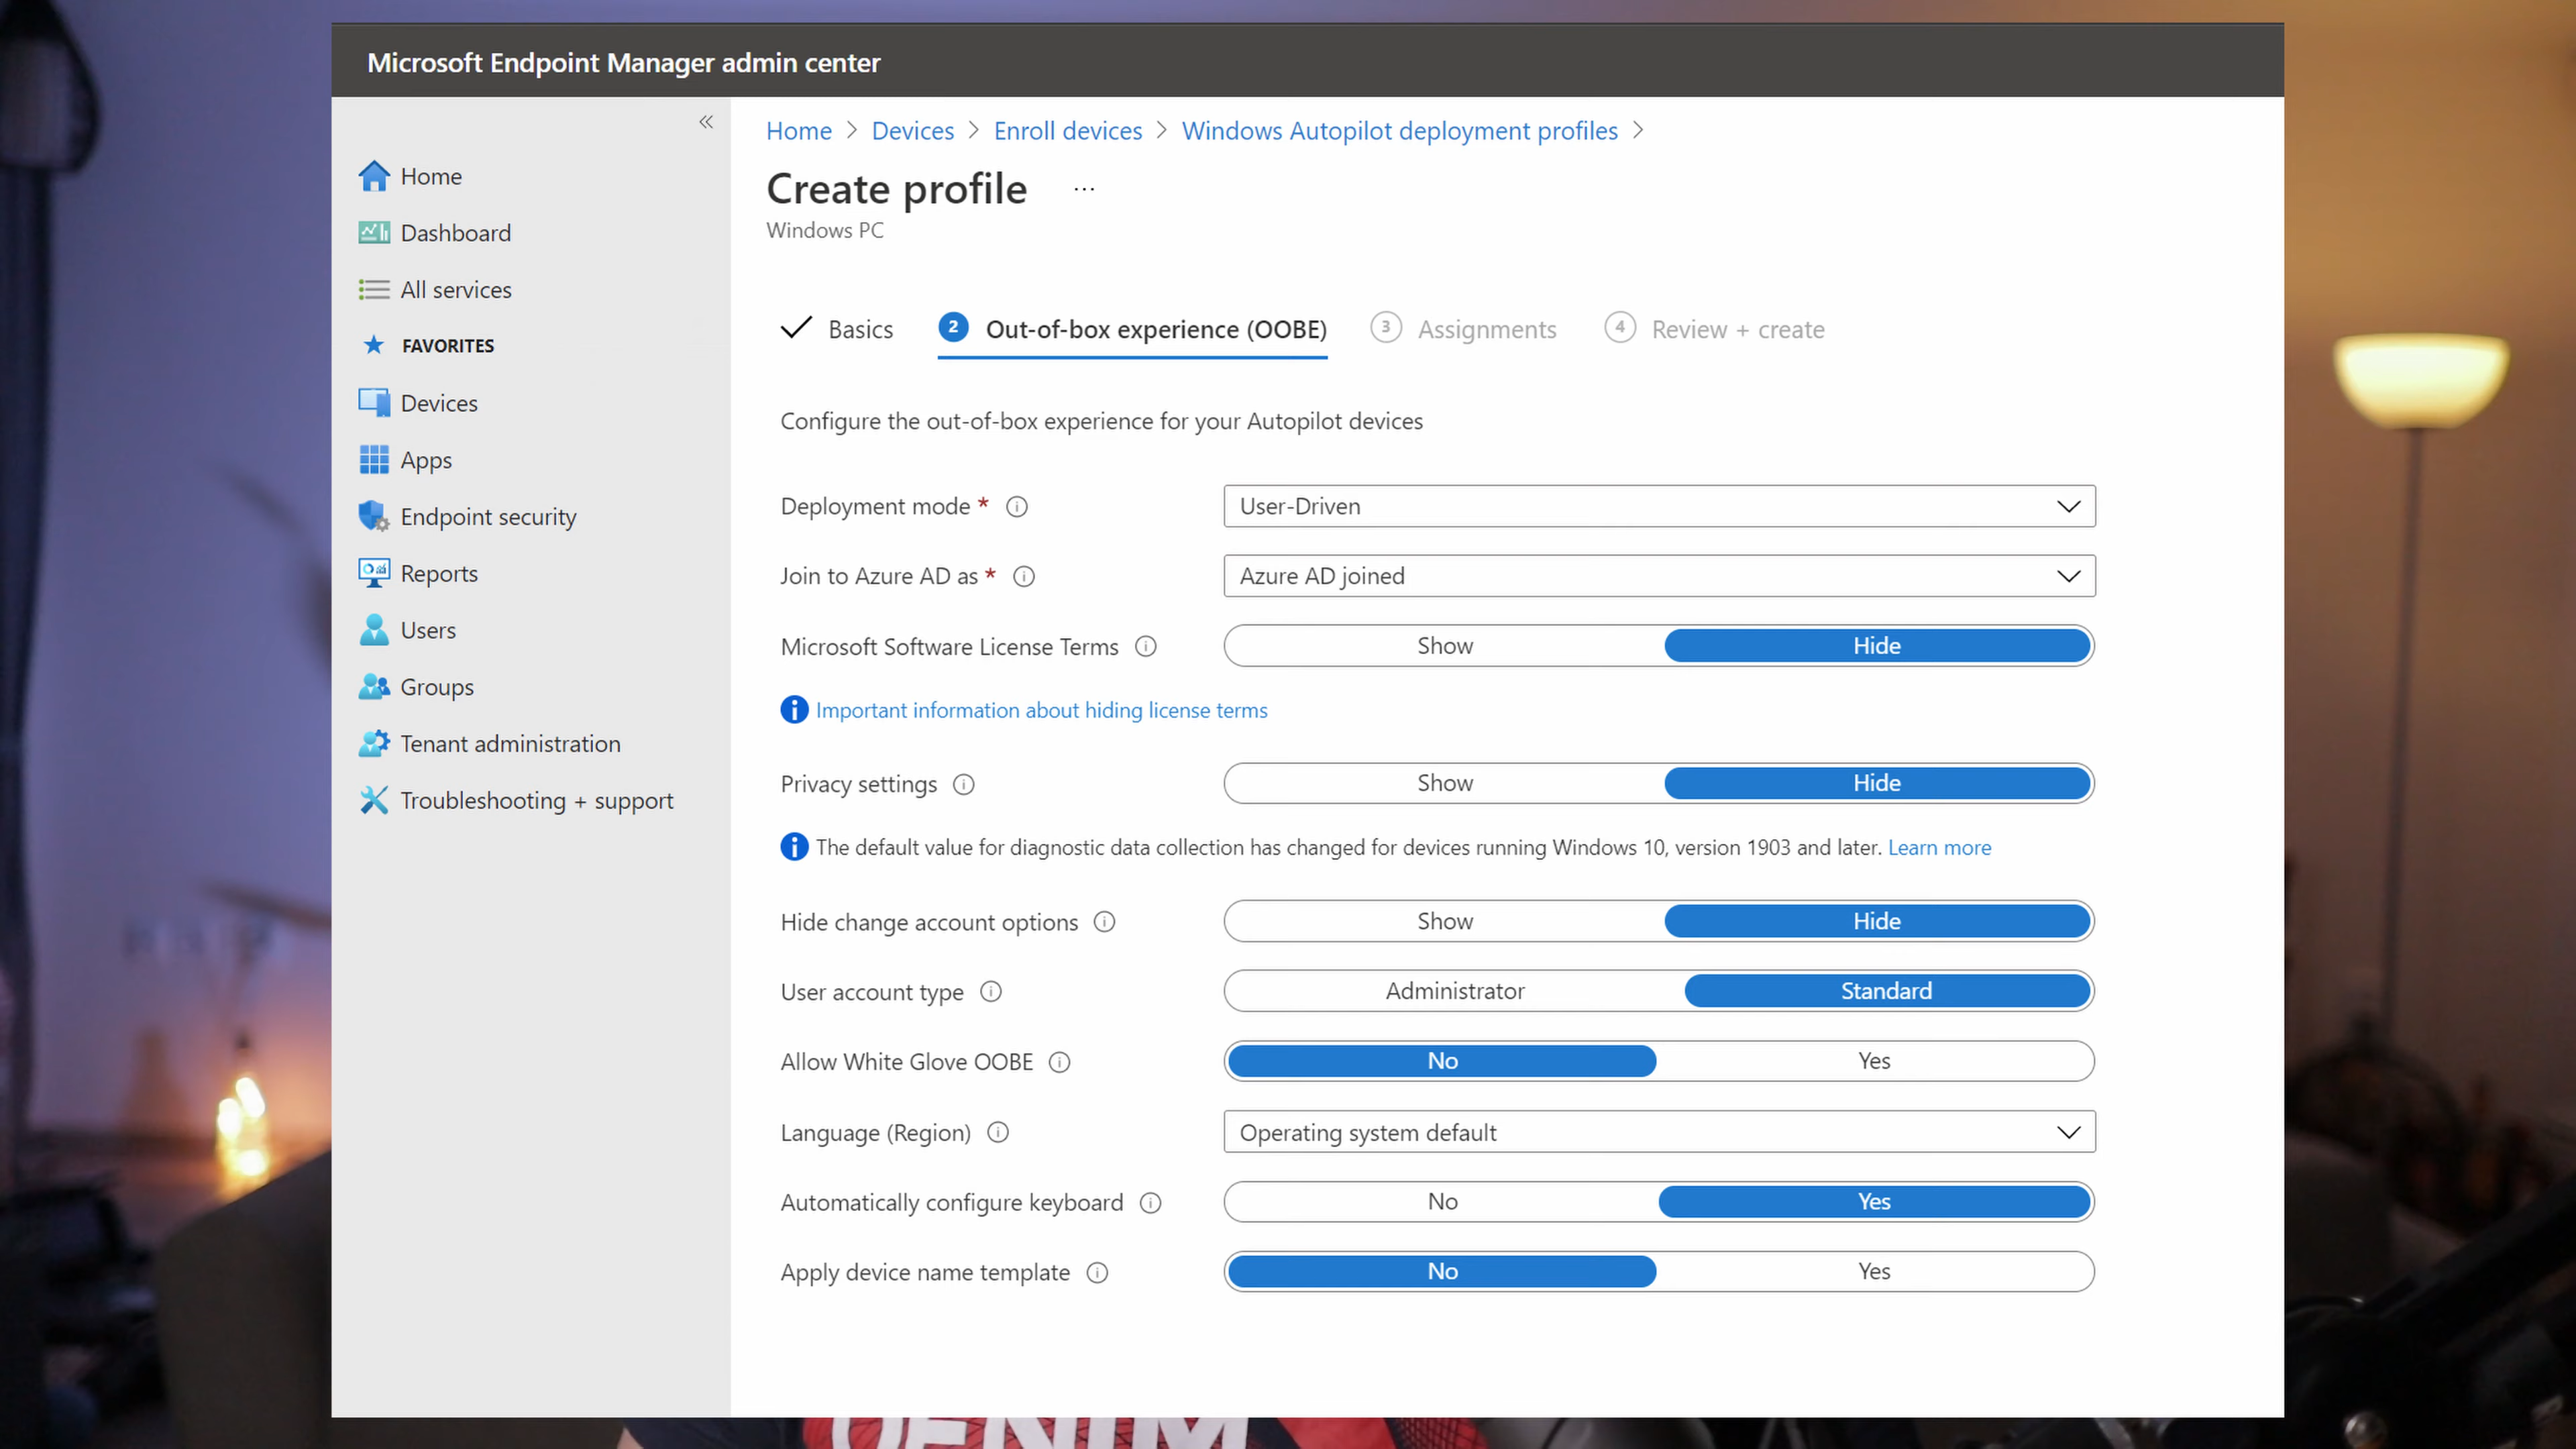 Microsoft Endpoint Manager admin center
Home
Dashboard
All services
FAVORITES
Devices
Apps
Endpoint security
Reports
Users
Groups
Tenant administration
Troubleshooting + support
Home > Devices > Enroll devices > Windows Autopilot deployment profiles >
Create profile ...
Windows PC
Basics 2 Out-of-box experience (OOBE) 3 Assignments 4 Review + create
Configure the out-of-box experience for your Autopilot devices
Deployment mode * User-Driven
Join to Azure AD as * Azure AD joined
Microsoft Software License Terms Show Hide
Important information about hiding license terms
Privacy settings Show Hide
The default value for diagnostic data collection has changed for devices running Windows 10, version 1903 and later. Learn more
Hide change account options Show Hide
User account type Administrator Standard
Allow White Glove OOBE No Yes
Language (Region) Operating system default
Automatically configure keyboard No Yes
Apply device name template No Yes
DENIM